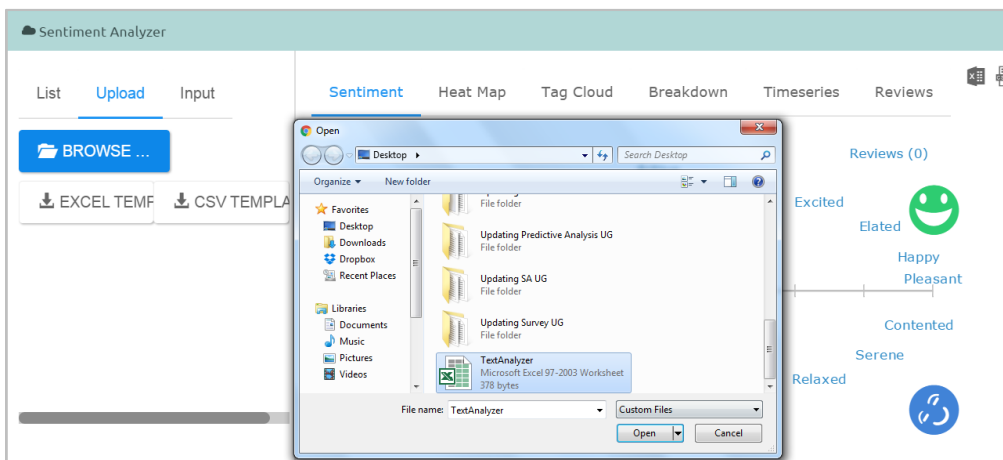 Sentiment Analyzer
List Upload Input
Sentiment Heat Map Tag Cloud Breakdown Timeseries Reviews
BROWSE ...
EXCEL TEMP CSV TEMPLA
Open
Desktop
Search Desktop
Organize New folder
Favorites
Desktop
Downloads
Dropbox
Recent Places
Libraries
Documents
Music
Pictures
Videos
File folder
Updating Predictive Analysis UG
File folder
Updating SA UG
File folder
Updating Survey UG
File folder
TextAnalyzer
Microsoft Excel 97-2003 Worksheet
378 bytes
File name: TextAnalyzer Custom Files
Open Cancel
Reviews (0)
Excited
Elated
Happy
Pleasant
Contented
Serene
Relaxed